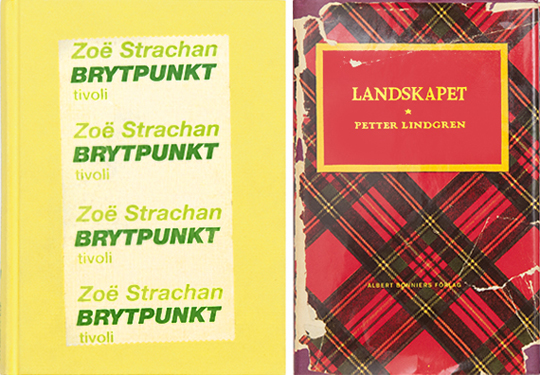 Zoë Strachan
BRYTPUNKT
tivoli
Zoë Strachan
BRYTPUNKT
tivoli
Zoë Strachan
BRYTPUNKT
tivoli
Zoë Strachan
BRYTPUNKT
tivoli
LANDSKAPET
*
PETTER LINDGREN
ALBERT BONNIERS FÖRLAG